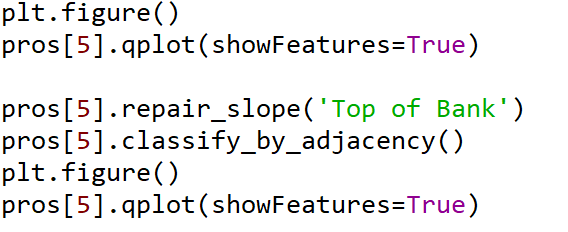 plt.figure()
pros[5].qplot(showFeatures=True)

pros[5].repair_slope('Top of Bank')
pros[5].classify_by_adjacency()
plt.figure()
pros[5].qplot(showFeatures=True)